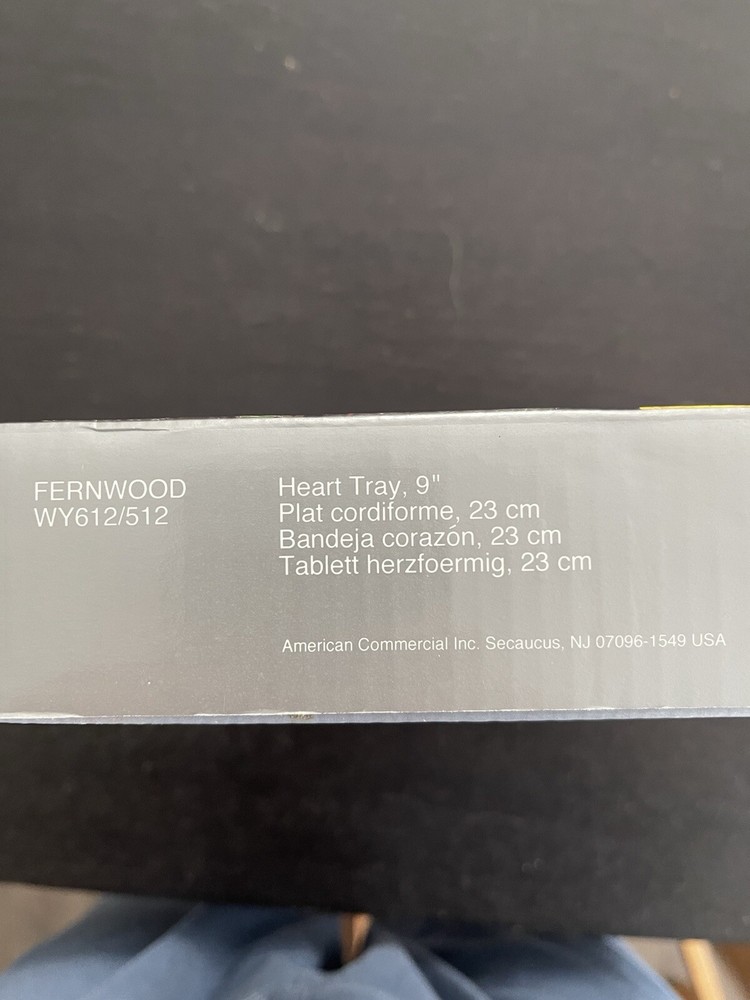 FERNWOOD
WY612/512
Heart Tray, 9"
Plat cordiforme, 23 cm
Bandeja corazón, 23 cm
Tablett herzfoermig, 23 cm
American Commercial Inc. Secaucus, NJ 07096-1549 USA